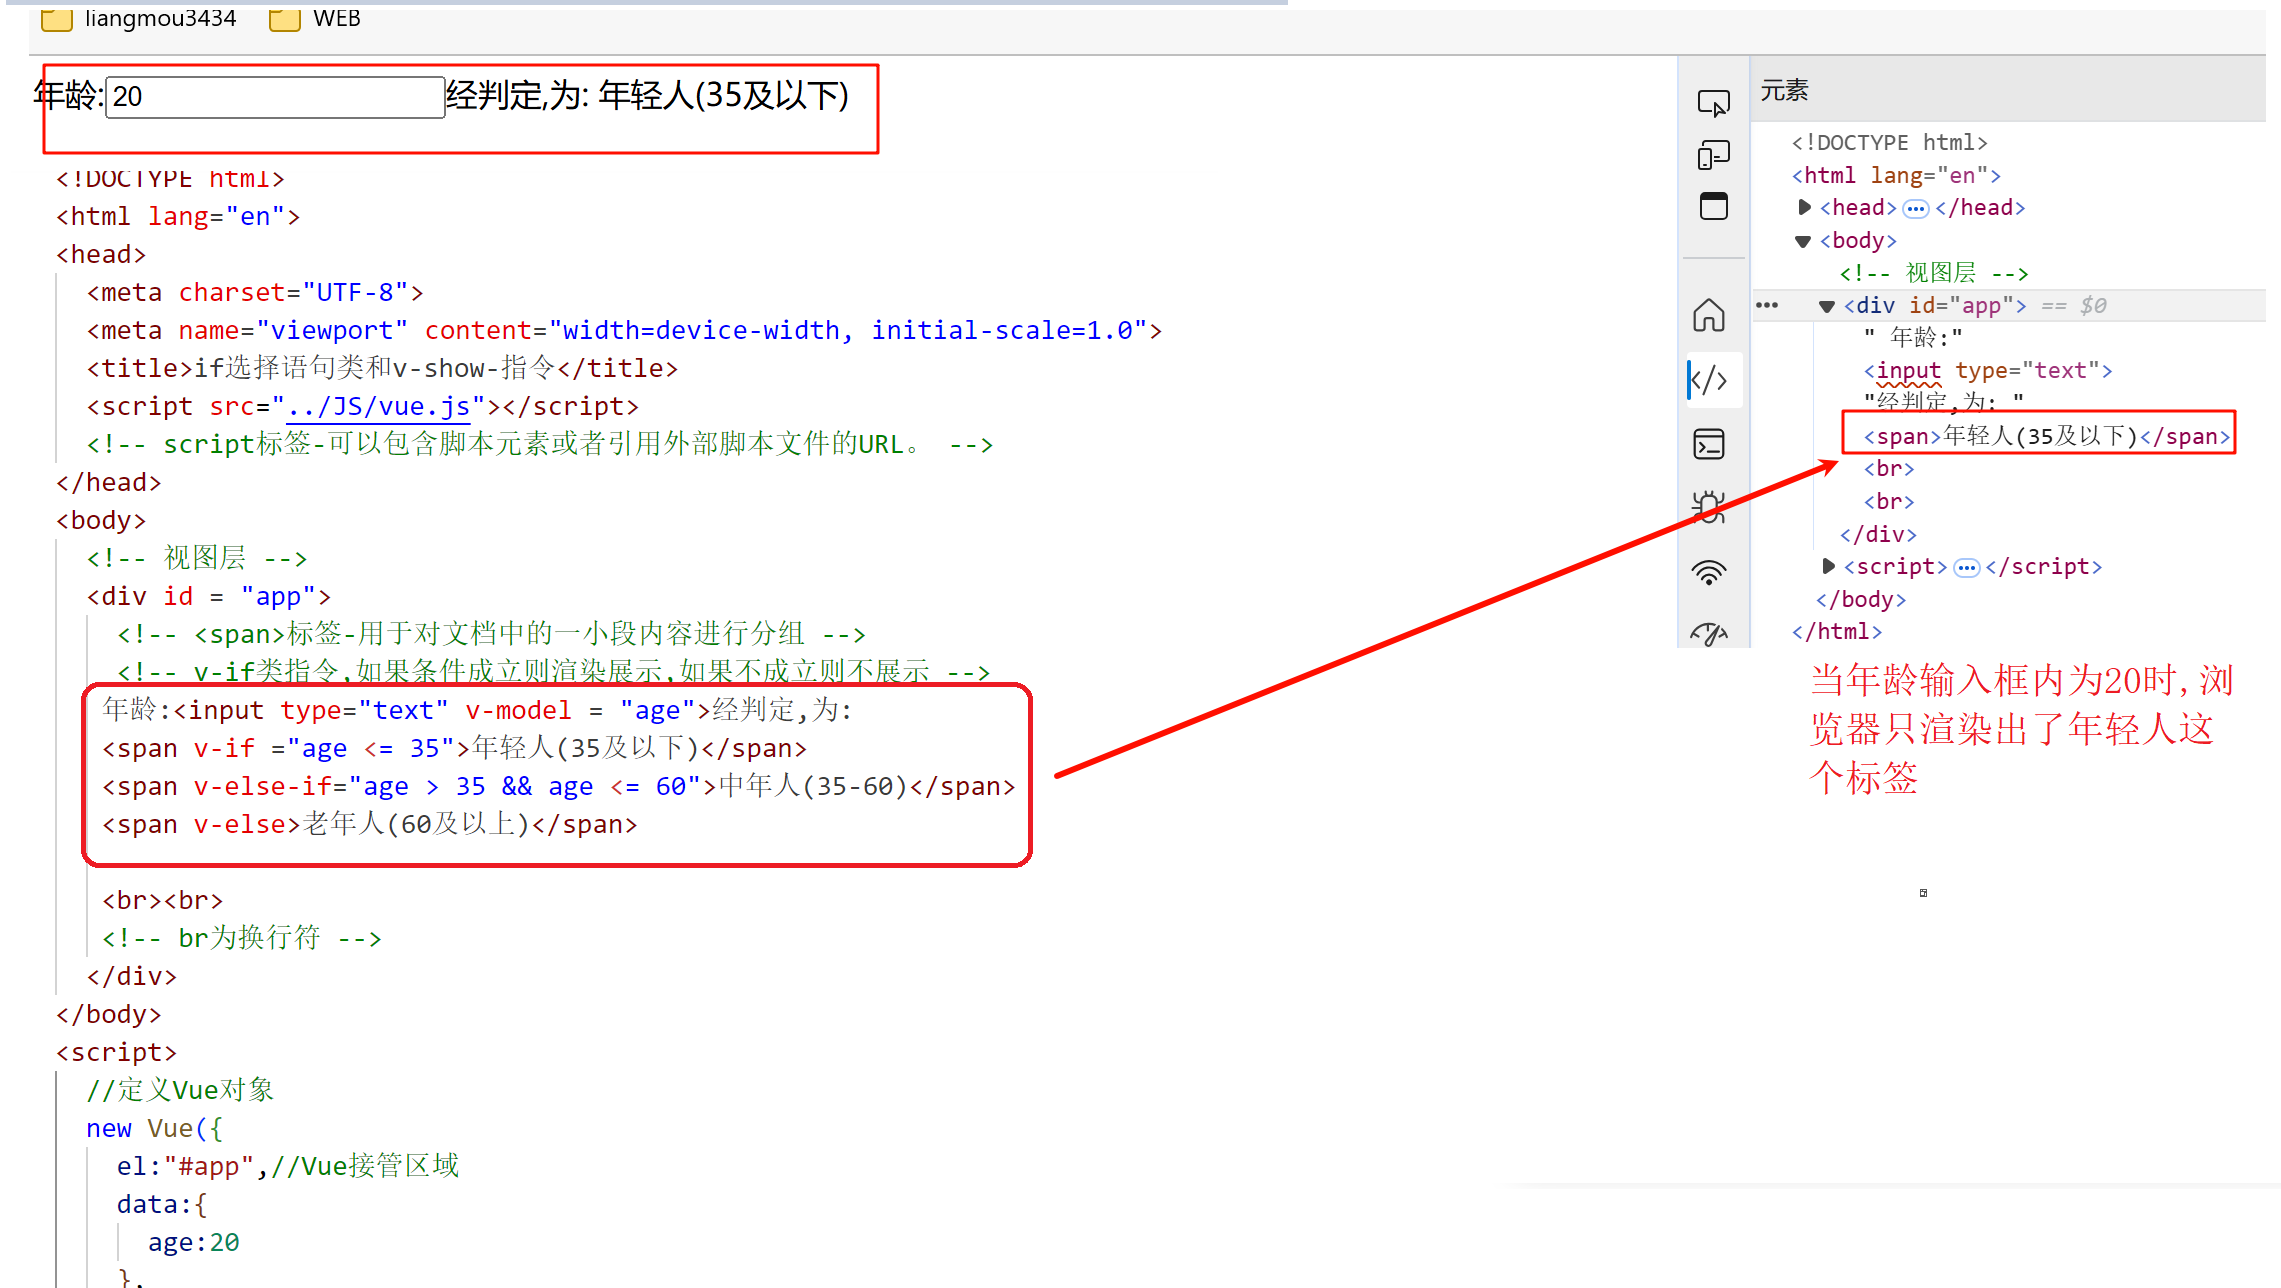 liangmou3434 WEB
年龄:20经判定,为: 年轻人(35及以下)
<!DOCTYPE html>
<html lang="en">
<head>
<meta charset="UTF-8">
<meta name="viewport" content="width=device-width, initial-scale=1.0">
<title>if选择语句类和v-show-指令</title>
<script src="../JS/vue.js"></script>
<!-- script标签-可以包含脚本元素或者引用外部脚本文件的URL。 -->
</head>
<body>
<!-- 视图层 -->
<div id = "app">
<!-- <span>标签-用于对文档中的一小段内容进行分组 -->
<!-- v-if类指令,如果条件成立则渲染展示,如果不成立则不展示 -->
年龄:<input type="text" v-model = "age">经判定,为:
<span v-if ="age <= 35">年轻人(35及以下)</span>
<span v-else-if="age > 35 && age <= 60">中年人(35-60)</span>
<span v-else>老年人(60及以上)</span>
<br><br>
<!-- br为换行符 -->
</div>
</body>
<script>
//定义Vue对象
new Vue({
el:"#app",//Vue接管区域
data:{
age:20
},
元素
<!DOCTYPE html>
<html lang="en">
<head>…</head>
<body>
<!-- 视图层 -->
<div id="app"> == $0
" 年龄:"
<input type="text">
"经判定,为: "
<span>年轻人(35及以下)</span>
<br>
<br>
</div>
<script>…</script>
</body>
</html>
当年龄输入框内为20时,浏
览器只渲染出了年轻人这
个标签